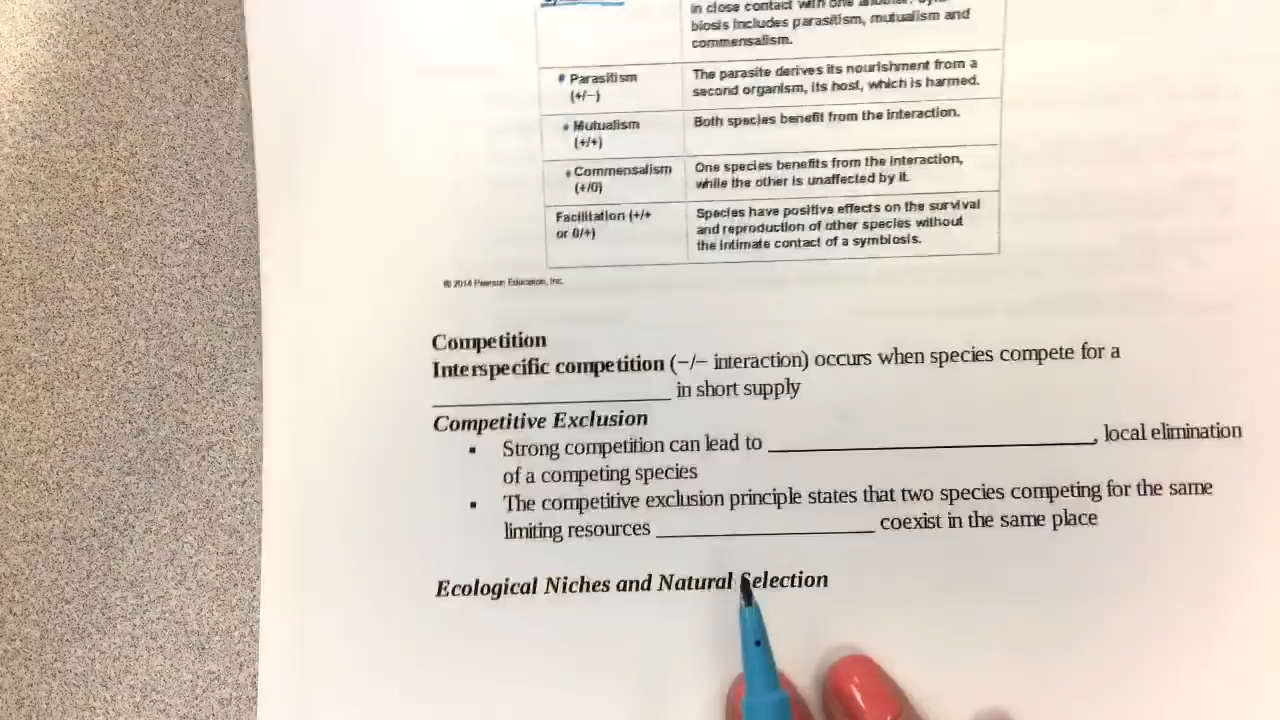 in close contact with one another. Sym-
biosis includes parasitism, mutualism and
commensalism.
Parasitism
(+/−)
The parasite derives its nourishment from a
second organism, its host, which is harmed.
Mutualism
(+/+)
Both species benefit from the interaction.
Commensalism
(+/0)
One species benefits from the interaction,
while the other is unaffected by it.
Facilitation (+/+
or 0/+)
Species have positive effects on the survival
and reproduction of other species without
the intimate contact of a symbiosis.
© 2014 Pearson Education, Inc.
Competition
Interspecific competition (−/− interaction) occurs when species compete for a
____________________ in short supply
Competitive Exclusion
▪ Strong competition can lead to ____________________, local elimination
of a competing species
▪ The competitive exclusion principle states that two species competing for the same
limiting resources ____________________ coexist in the same place
Ecological Niches and Natural Selection